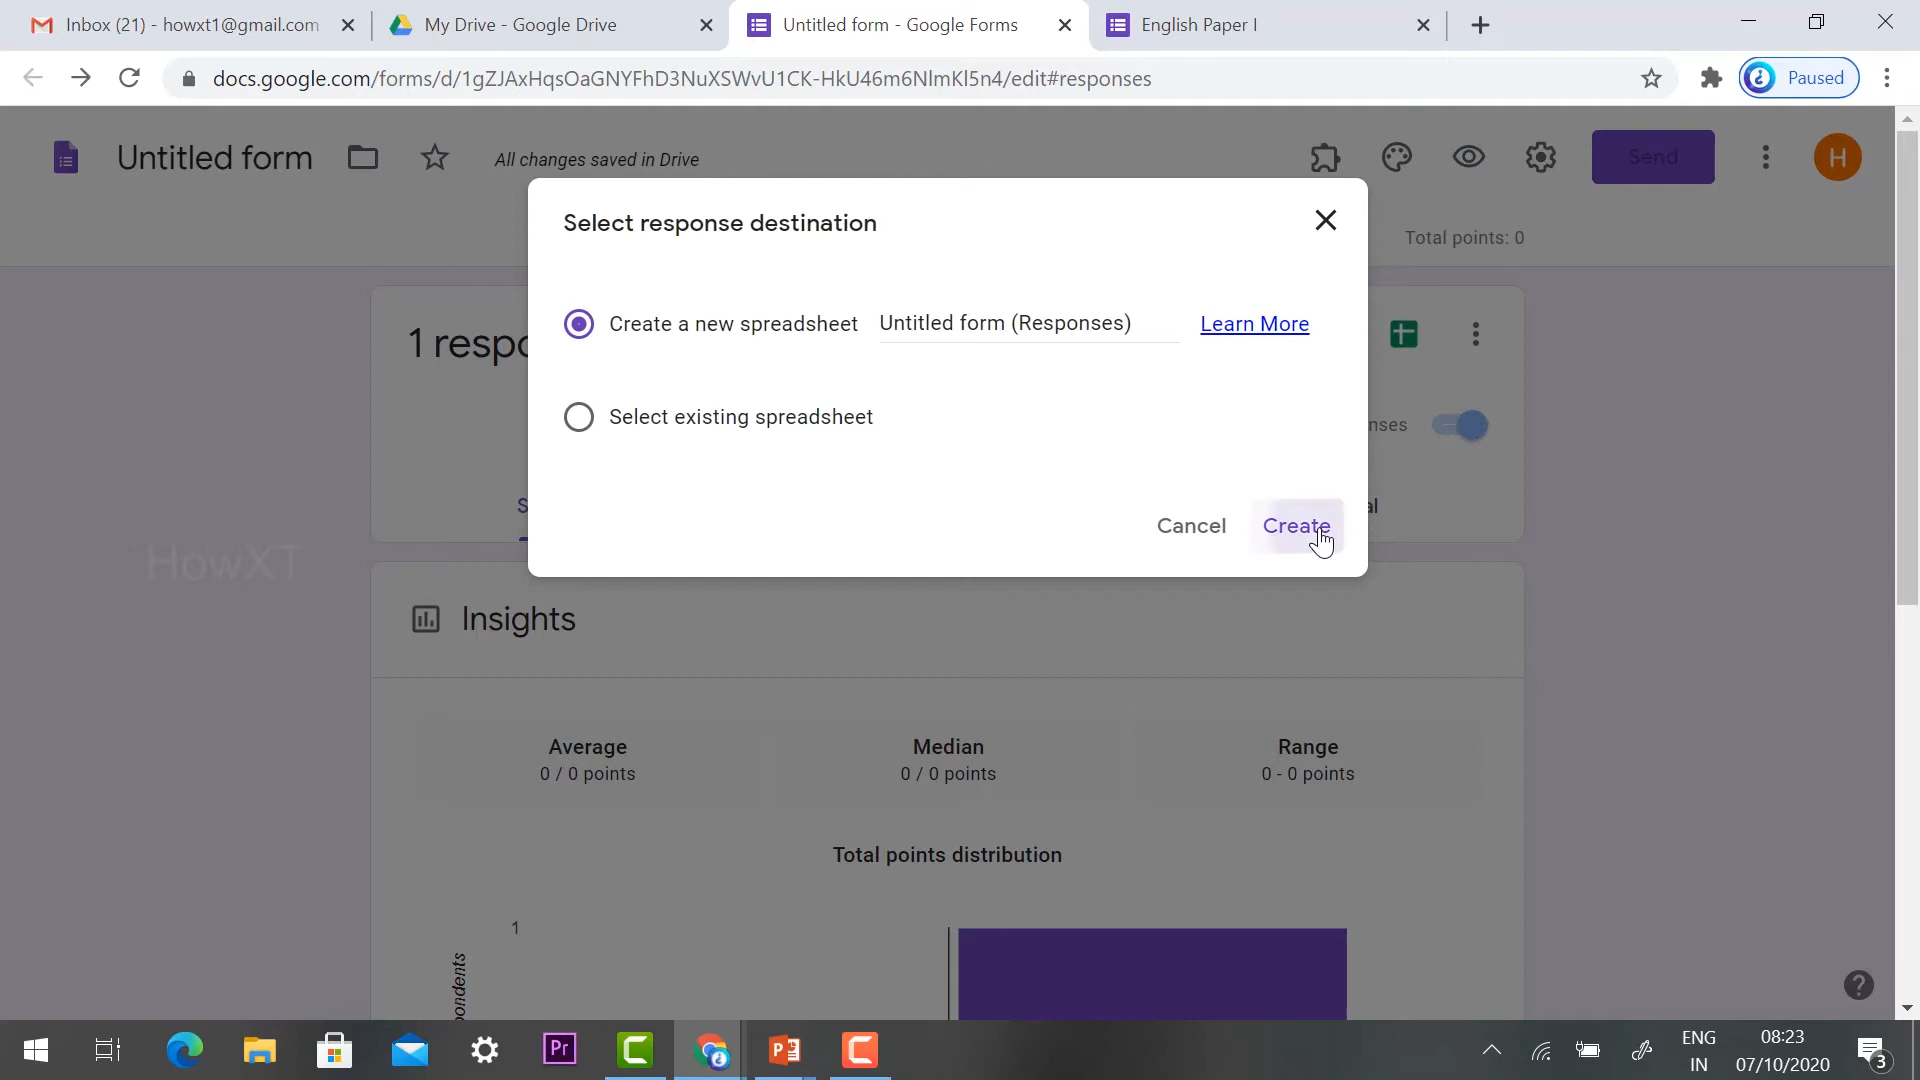 Inbox (21) - howxt1@gmail.com
My Drive - Google Drive
Untitled form - Google Forms
English Paper I
docs.google.com/forms/d/1gZJAxHqsOaGNYFhD3NuXSWvU1CK-HkU46m6NlmKl5n4/edit#responses
Paused
Untitled form
All changes saved in Drive
Send
H
Total points: 0
Select response destination
Create a new spreadsheet
Untitled form (Responses)
Learn More
1 respo
Select existing spreadsheet
nses
S
al
Cancel
Create
HowXT
Insights
Average
Median
Range
0 / 0 points
0 / 0 points
0 - 0 points
Total points distribution
1
pondents
Pr
ENG
IN
08:23
07/10/2020
3